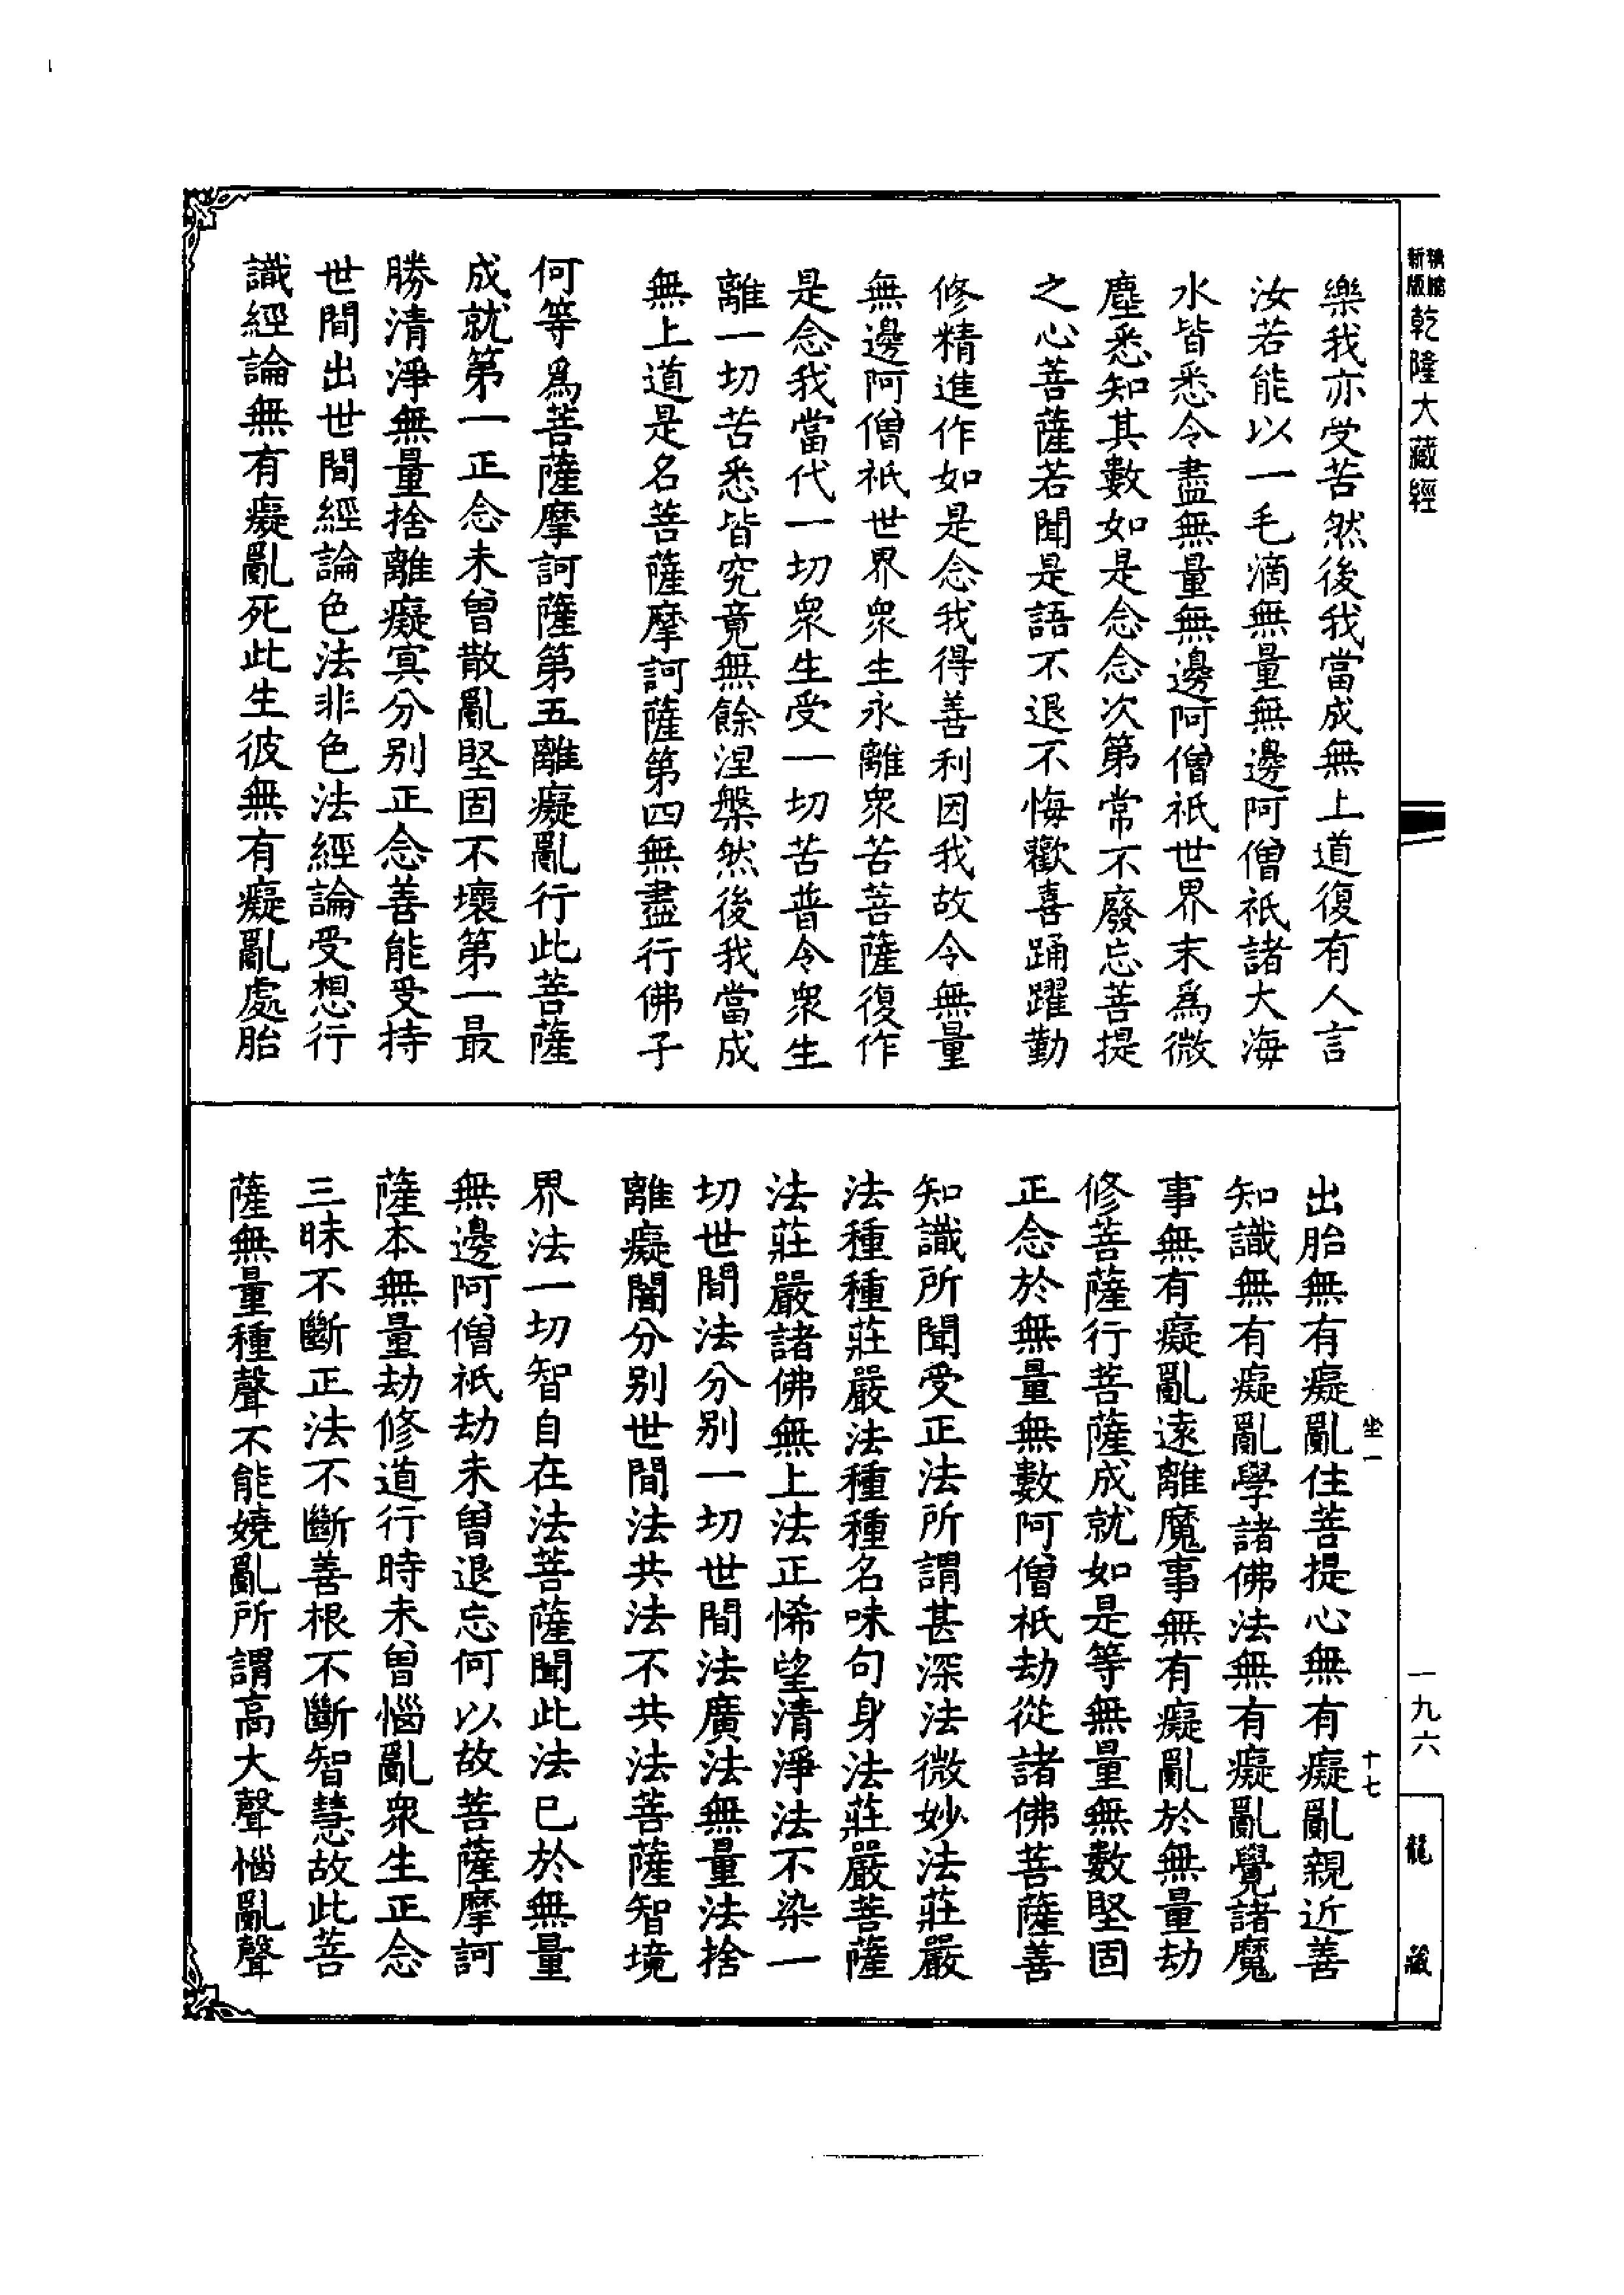 新版
乾隆大藏經
樂我亦受苦然後我當成無上道復有人言
汝若能以一毛滴無量無邊阿僧祇諸大海
水皆悉令盡無量無邊阿僧祇世界末爲微
塵悉知其數如是念念次第常不廢忘菩提
之心菩薩若聞是語不退不悔歡喜踊躍勤
修精進作如是念我得善利因我故令無量
無邊阿僧祇世界衆生永離衆苦菩薩復作
是念我當代一切衆生受一切苦普令衆生
離一切苦悉皆究竟無餘涅槃然後我當成
無上道是名菩薩摩訶薩第四無盡行佛子
何等爲菩薩摩訶薩第五離癡亂行此菩薩
成就第一正念未曾散亂堅固不壞第一最
勝清淨無量捨離癡㝠分别正念善能受持
世間出世間經論色法非色法經論受想行
識經論無有癡亂死此生彼無有癡亂處胎
坐一
十七
出胎無有癡亂住菩提心無有癡亂親近善
知識無有癡亂學諸佛法無有癡亂覺諸魔
事無有癡亂遠離魔事無有癡亂於無量劫
修菩薩行菩薩成就如是等無量無數堅固
正念於無量無數阿僧祇劫從諸佛菩薩善
知識所聞受正法所謂甚深法微妙法莊嚴
法種種莊嚴法種種名味句身法莊嚴菩薩
法莊嚴諸佛無上法正悕望清淨法不染一
切世間法分别一切世間法廣法無量法捨
離癡闇分别世間法共法不共法菩薩智境
界法一切智自在法菩薩聞此法已於無量
無邊阿僧祇劫未曾退忘何以故菩薩摩訶
薩本無量劫修道行時未曾惱亂衆生正念
三昧不斷正法不斷善根不斷智慧故此菩
薩無量種聲不能嬈亂所謂高大聲惱亂聲
一九六
龍藏